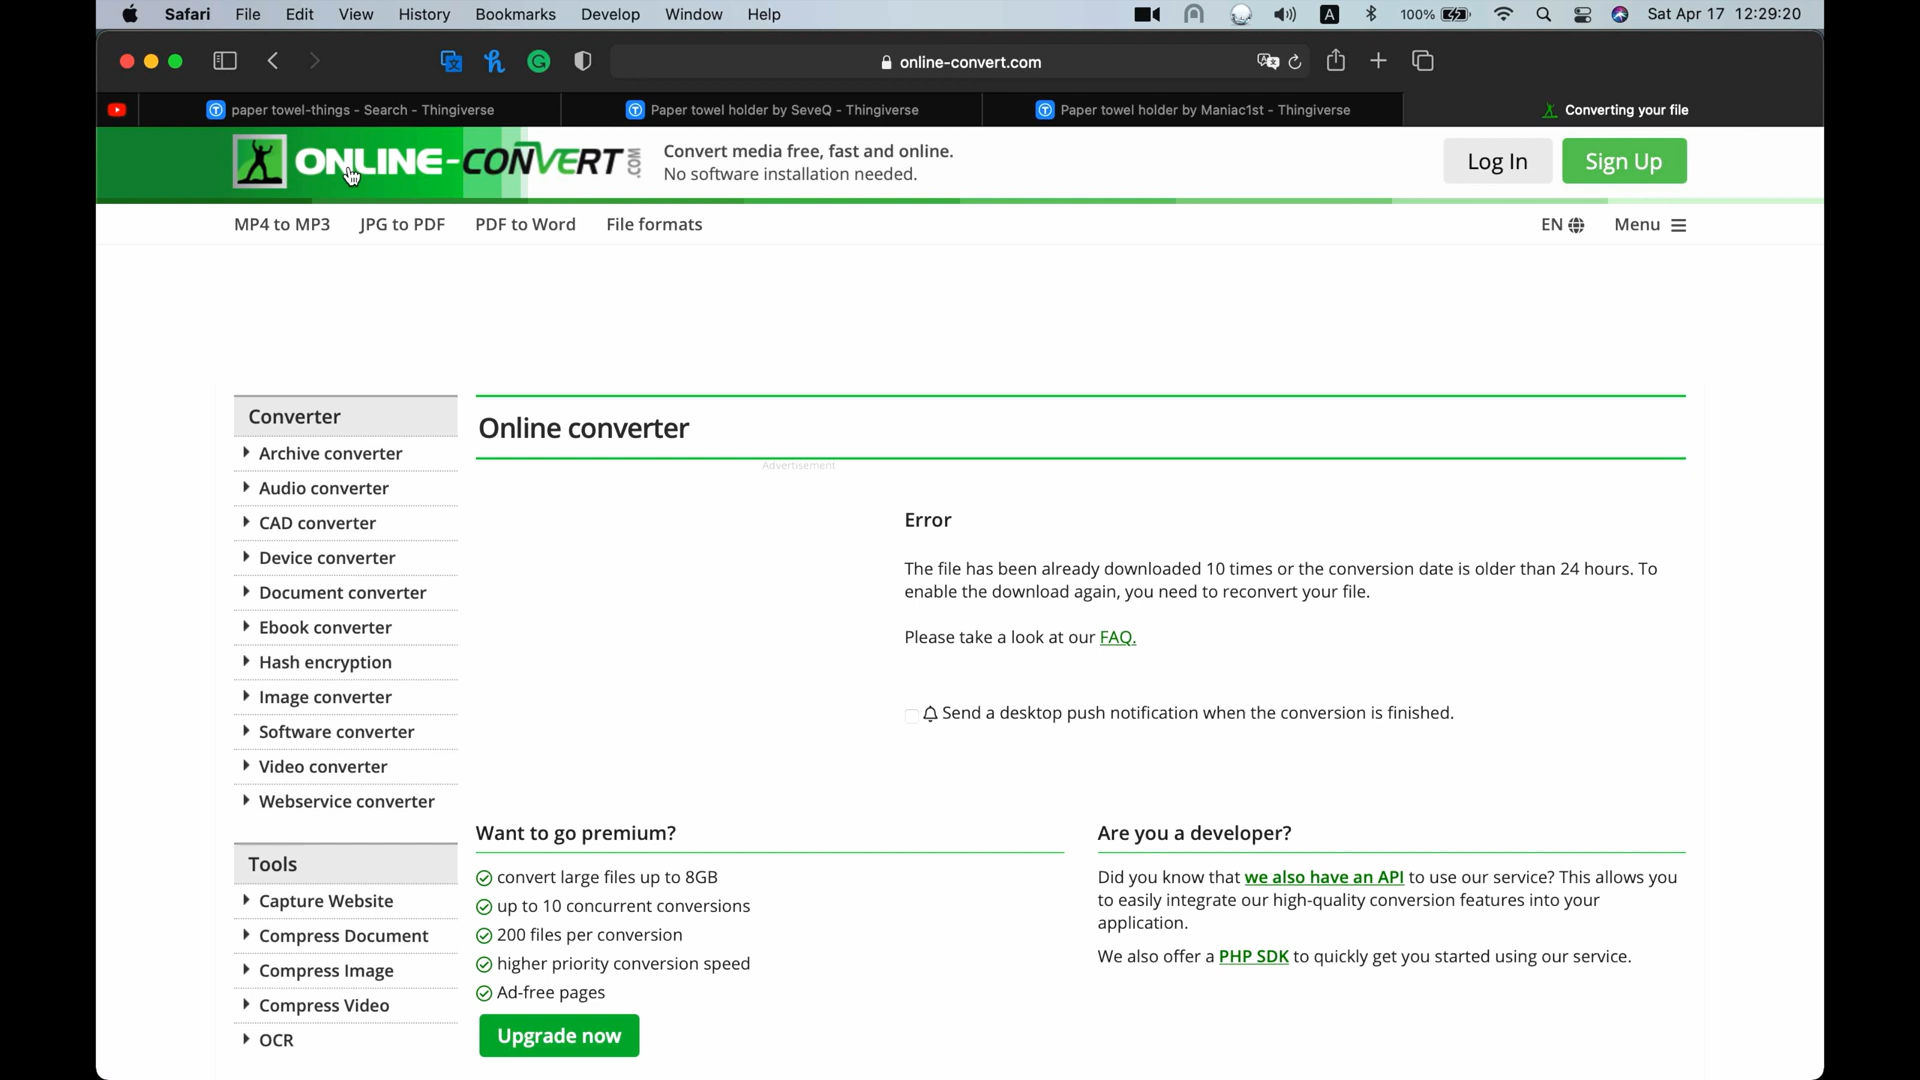 Safari File Edit View History Bookmarks Develop Window Help A 100% Sat Apr 17 12:29:20
online-convert.com
paper towel-things - Search - Thingiverse
Paper towel holder by SeveQ - Thingiverse
Paper towel holder by Maniac1st - Thingiverse
Converting your file
ONLINE-CONVERT.COM
Convert media free, fast and online.
No software installation needed.
Log In
Sign Up
MP4 to MP3 JPG to PDF PDF to Word File formats
EN Menu
Converter
Archive converter
Audio converter
CAD converter
Device converter
Document converter
Ebook converter
Hash encryption
Image converter
Software converter
Video converter
Webservice converter
Tools
Capture Website
Compress Document
Compress Image
Compress Video
OCR
Online converter
Advertisement
Error
The file has been already downloaded 10 times or the conversion date is older than 24 hours. To
enable the download again, you need to reconvert your file.
Please take a look at our FAQ.
Send a desktop push notification when the conversion is finished.
Want to go premium?
convert large files up to 8GB
up to 10 concurrent conversions
200 files per conversion
higher priority conversion speed
Ad-free pages
Upgrade now
Are you a developer?
Did you know that we also have an API to use our service? This allows you
to easily integrate our high-quality conversion features into your
application.
We also offer a PHP SDK to quickly get you started using our service.